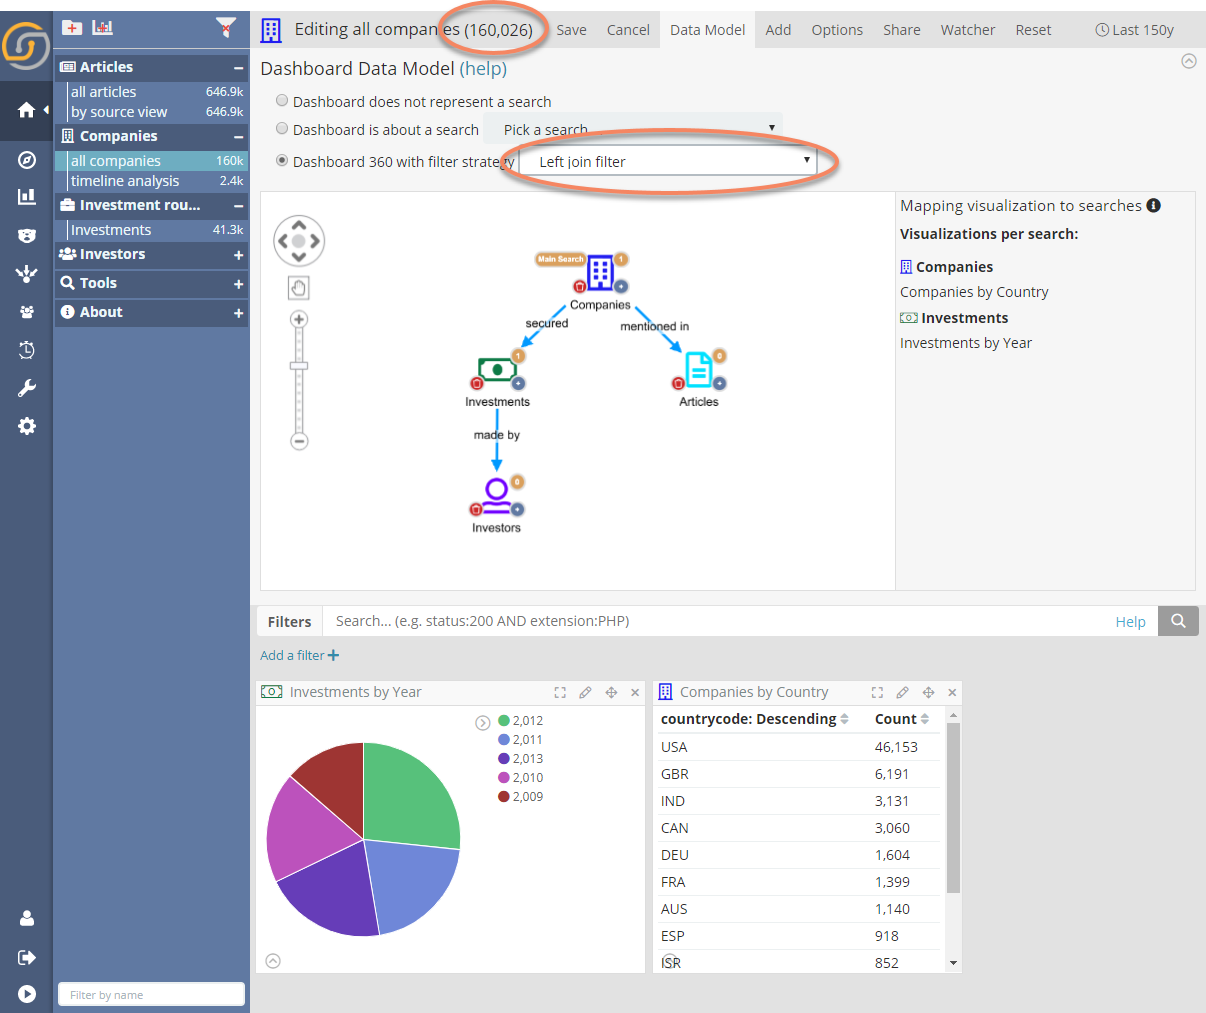 Editing all companies (160,026) Save Cancel Data Model Add Options Share Watcher Reset Last 150y
Articles
all articles 646.9k
by source view 646.9k
Companies
all companies 160k
timeline analysis 2.4k
Investment rou...
Investments 41.3k
Investors
Tools
About
Filter by name
Dashboard Data Model (help)
Dashboard does not represent a search
Dashboard is about a search Pick a search
Dashboard 360 with filter strategy Left join filter
Main Search 1
Companies
secured
mentioned in
1
Investments
0
Articles
made by
0
Investors
Mapping visualization to searches
Visualizations per search:
Companies
Companies by Country
Investments
Investments by Year
Filters Search... (e.g. status:200 AND extension:PHP) Help
Add a filter
Investments by Year
2,012
2,011
2,013
2,010
2,009
Companies by Country
countrycode: Descending Count
USA 46,153
GBR 6,191
IND 3,131
CAN 3,060
DEU 1,604
FRA 1,399
AUS 1,140
ESP 918
ISR 852